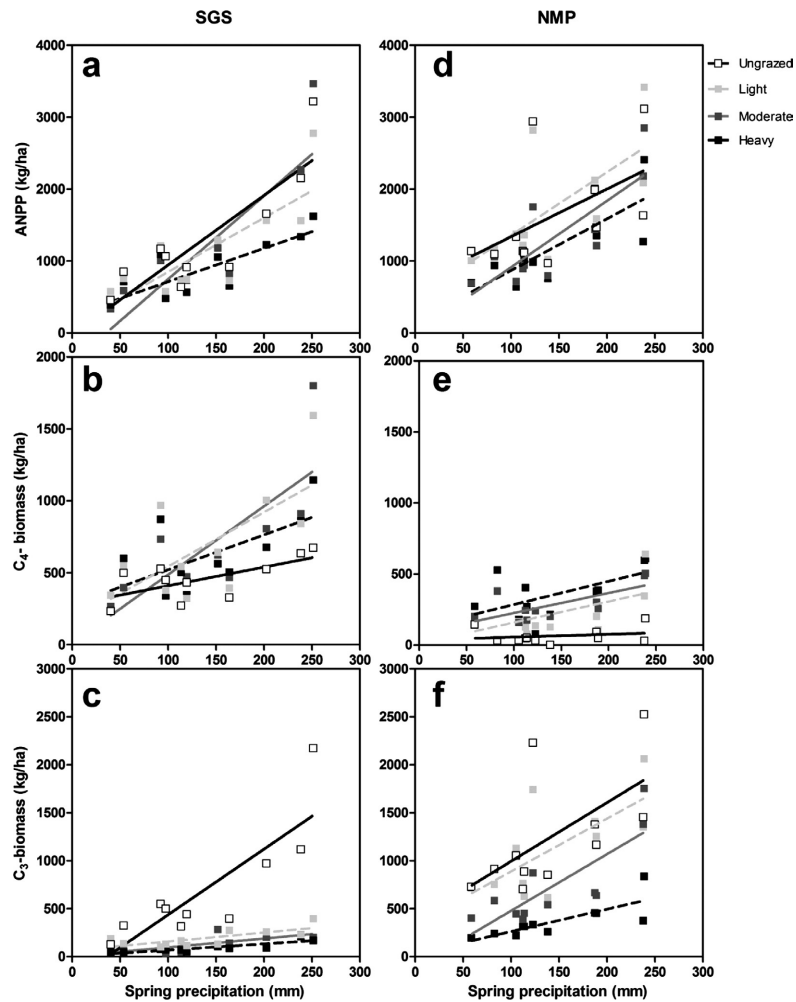 SGS
NMP
a
ANPP (kg/ha)
4000
3000
2000
1000
0
0 50 100 150 200 250 300
d
4000
3000
2000
1000
0
0 50 100 150 200 250 300
Ungrazed
Light
Moderate
Heavy
b
C4- biomass (kg/ha)
2000
1500
1000
500
0
0 50 100 150 200 250 300
e
2000
1500
1000
500
0
0 50 100 150 200 250 300
c
C3-biomass (kg/ha)
3000
2500
2000
1500
1000
500
0
0 50 100 150 200 250 300
Spring precipitation (mm)
f
3000
2500
2000
1500
1000
500
0
0 50 100 150 200 250 300
Spring precipitation (mm)